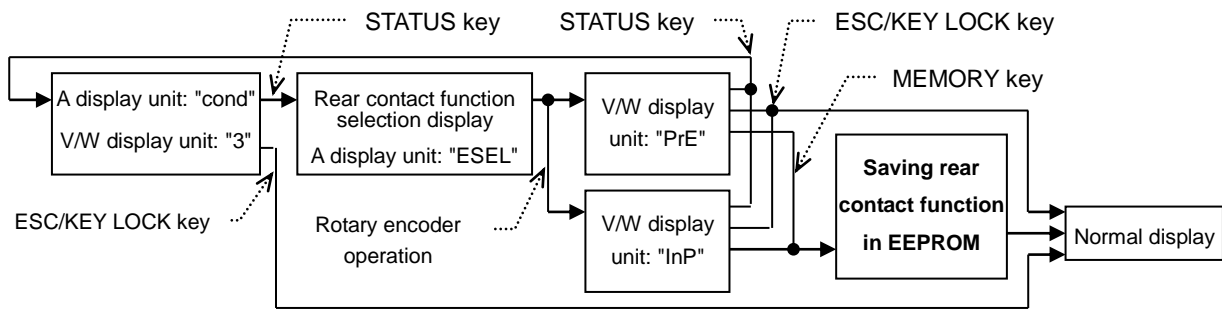 STATUS key
STATUS key
ESC/KEY LOCK key
MEMORY key
A display unit: "cond"
V/W display unit: "3"
Rear contact function
selection display
A display unit: "ESEL"
V/W display
unit: "PrE"
V/W display
unit: "InP"
Saving rear
contact function
in EEPROM
Normal display
ESC/KEY LOCK key
Rotary encoder
operation